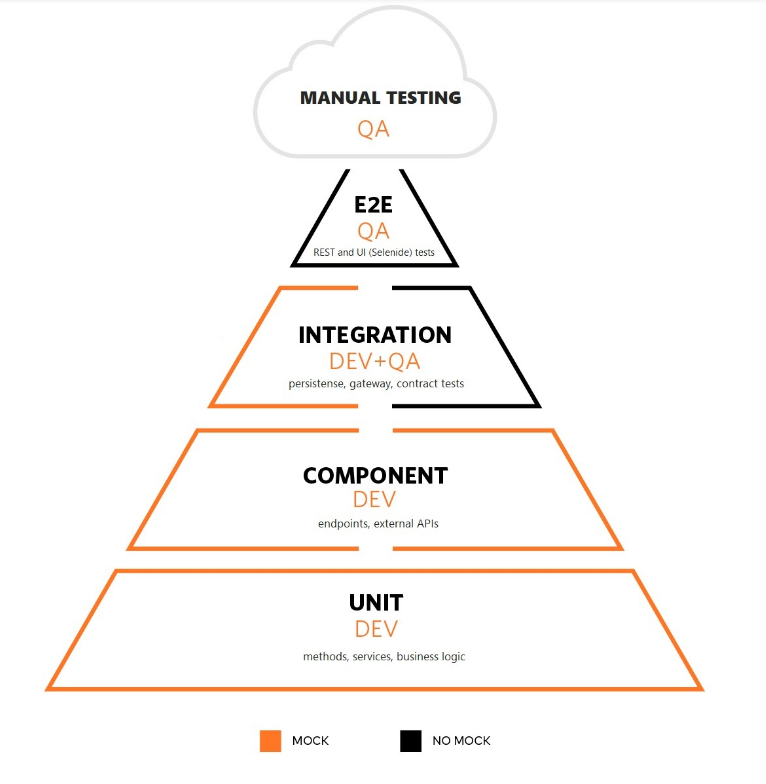 MANUAL TESTING
QA
E2E
QA
REST and UI (Selenide) tests
INTEGRATION
DEV+QA
persistense, gateway, contract tests
COMPONENT
DEV
endpoints, external APIs
UNIT
DEV
methods, services, business logic
MOCK
NO MOCK